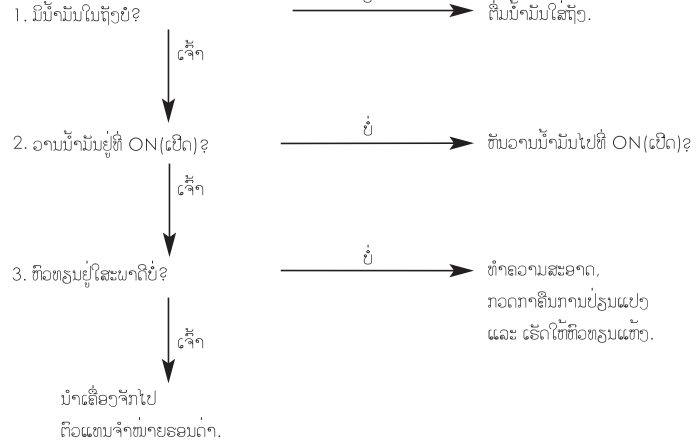 1. ມີນ້ຳມັນໃນຖັງບໍ? ຕື່ມນ້ຳມັນໃສ່ຖັງ.
ເຈົ້າ
2. ວານນ້ຳມັນຢູ່ທີ່ ON(ເປີດ)? ບໍ່ ຫັນວານນ້ຳມັນໄປທີ່ ON(ເປີດ)?
ເຈົ້າ
3. ຫົວທຽນຢູ່ໃສະພາດີບໍ່? ບໍ່ ທຳຄວາມສະອາດ,
ກວດກາຄືນການປ່ຽນແປງ
ແລະ ເຮັດໃຫ້ຫົວທຽນແຫ້ງ.
ເຈົ້າ
ນຳເຄື່ອງຈັກໄປ
ຕົວແທນຈຳໜ່າຍຮອນດ່າ.